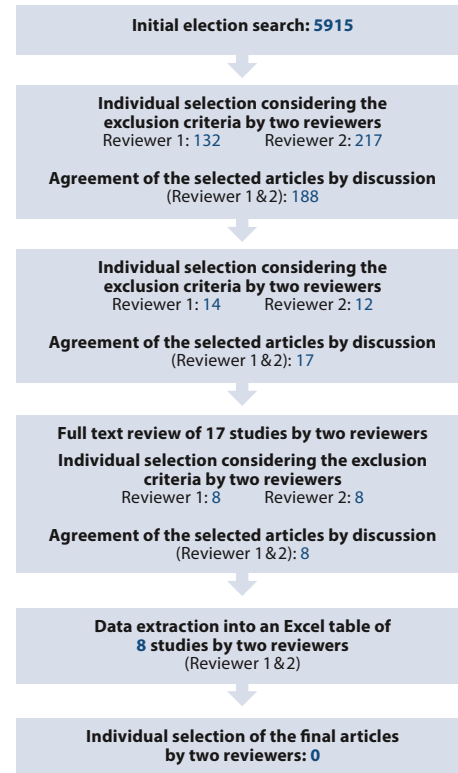 Initial election search: 5915
Individual selection considering the
exclusion criteria by two reviewers
Reviewer 1: 132 Reviewer 2: 217
Agreement of the selected articles by discussion
(Reviewer 1&2): 188
Individual selection considering the
exclusion criteria by two reviewers
Reviewer 1: 14 Reviewer 2: 12
Agreement of the selected articles by discussion
(Reviewer 1&2): 17
Full text review of 17 studies by two reviewers
Individual selection considering the exclusion
criteria by two reviewers
Reviewer 1: 8 Reviewer 2: 8
Agreement of the selected articles by discussion
(Reviewer 1&2): 8
Data extraction into an Excel table of
8 studies by two reviewers
(Reviewer 1&2)
Individual selection of the final articles
by two reviewers: 0